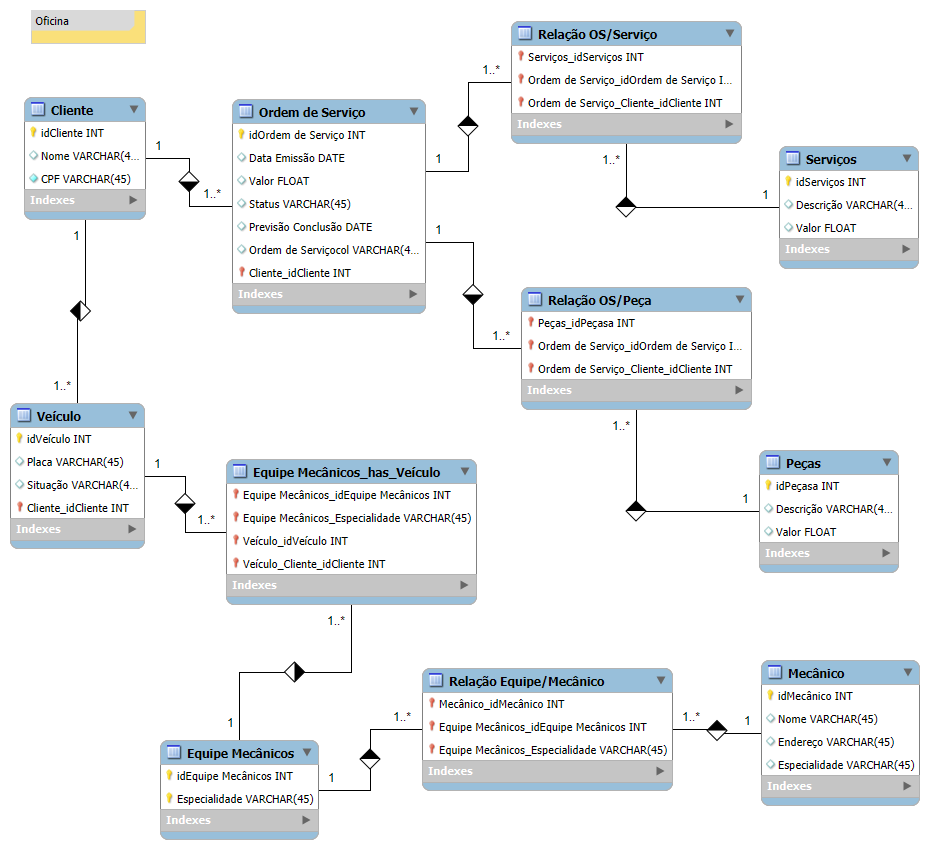 Oficina
Cliente
idCliente INT
Nome VARCHAR(4...
CPF VARCHAR(45)
Indexes
1
1..*
1
1..*
Ordem de Serviço
idOrdem de Serviço INT
Data Emissão DATE
Valor FLOAT
Status VARCHAR(45)
Previsão Conclusão DATE
Ordem de Serviçocol VARCHAR(4...
Cliente_idCliente INT
Indexes
1
1..*
1
1..*
Relação OS/Serviço
Serviços_idServiços INT
Ordem de Serviço_idOrdem de Serviço I...
Ordem de Serviço_Cliente_idCliente INT
Indexes
1..*
1
Serviços
idServiços INT
Descrição VARCHAR(4...
Valor FLOAT
Indexes
Relação OS/Peça
Peças_idPeçasa INT
Ordem de Serviço_idOrdem de Serviço I...
Ordem de Serviço_Cliente_idCliente INT
Indexes
1..*
1
Peças
idPeçasa INT
Descrição VARCHAR(4...
Valor FLOAT
Indexes
Veículo
idVeículo INT
Placa VARCHAR(45)
Situação VARCHAR(4...
Cliente_idCliente INT
Indexes
1
1..*
Equipe Mecânicos_has_Veículo
Equipe Mecânicos_idEquipe Mecânicos INT
Equipe Mecânicos_Especialidade VARCHAR(45)
Veículo_idVeículo INT
Veículo_Cliente_idCliente INT
Indexes
1..*
1
Equipe Mecânicos
idEquipe Mecânicos INT
Especialidade VARCHAR(45)
Indexes
1
1..*
Relação Equipe/Mecânico
Mecânico_idMecânico INT
Equipe Mecânicos_idEquipe Mecânicos INT
Equipe Mecânicos_Especialidade VARCHAR(45)
Indexes
1..*
1
Mecânico
idMecânico INT
Nome VARCHAR(45)
Endereço VARCHAR(45)
Especialidade VARCHAR(45)
Indexes